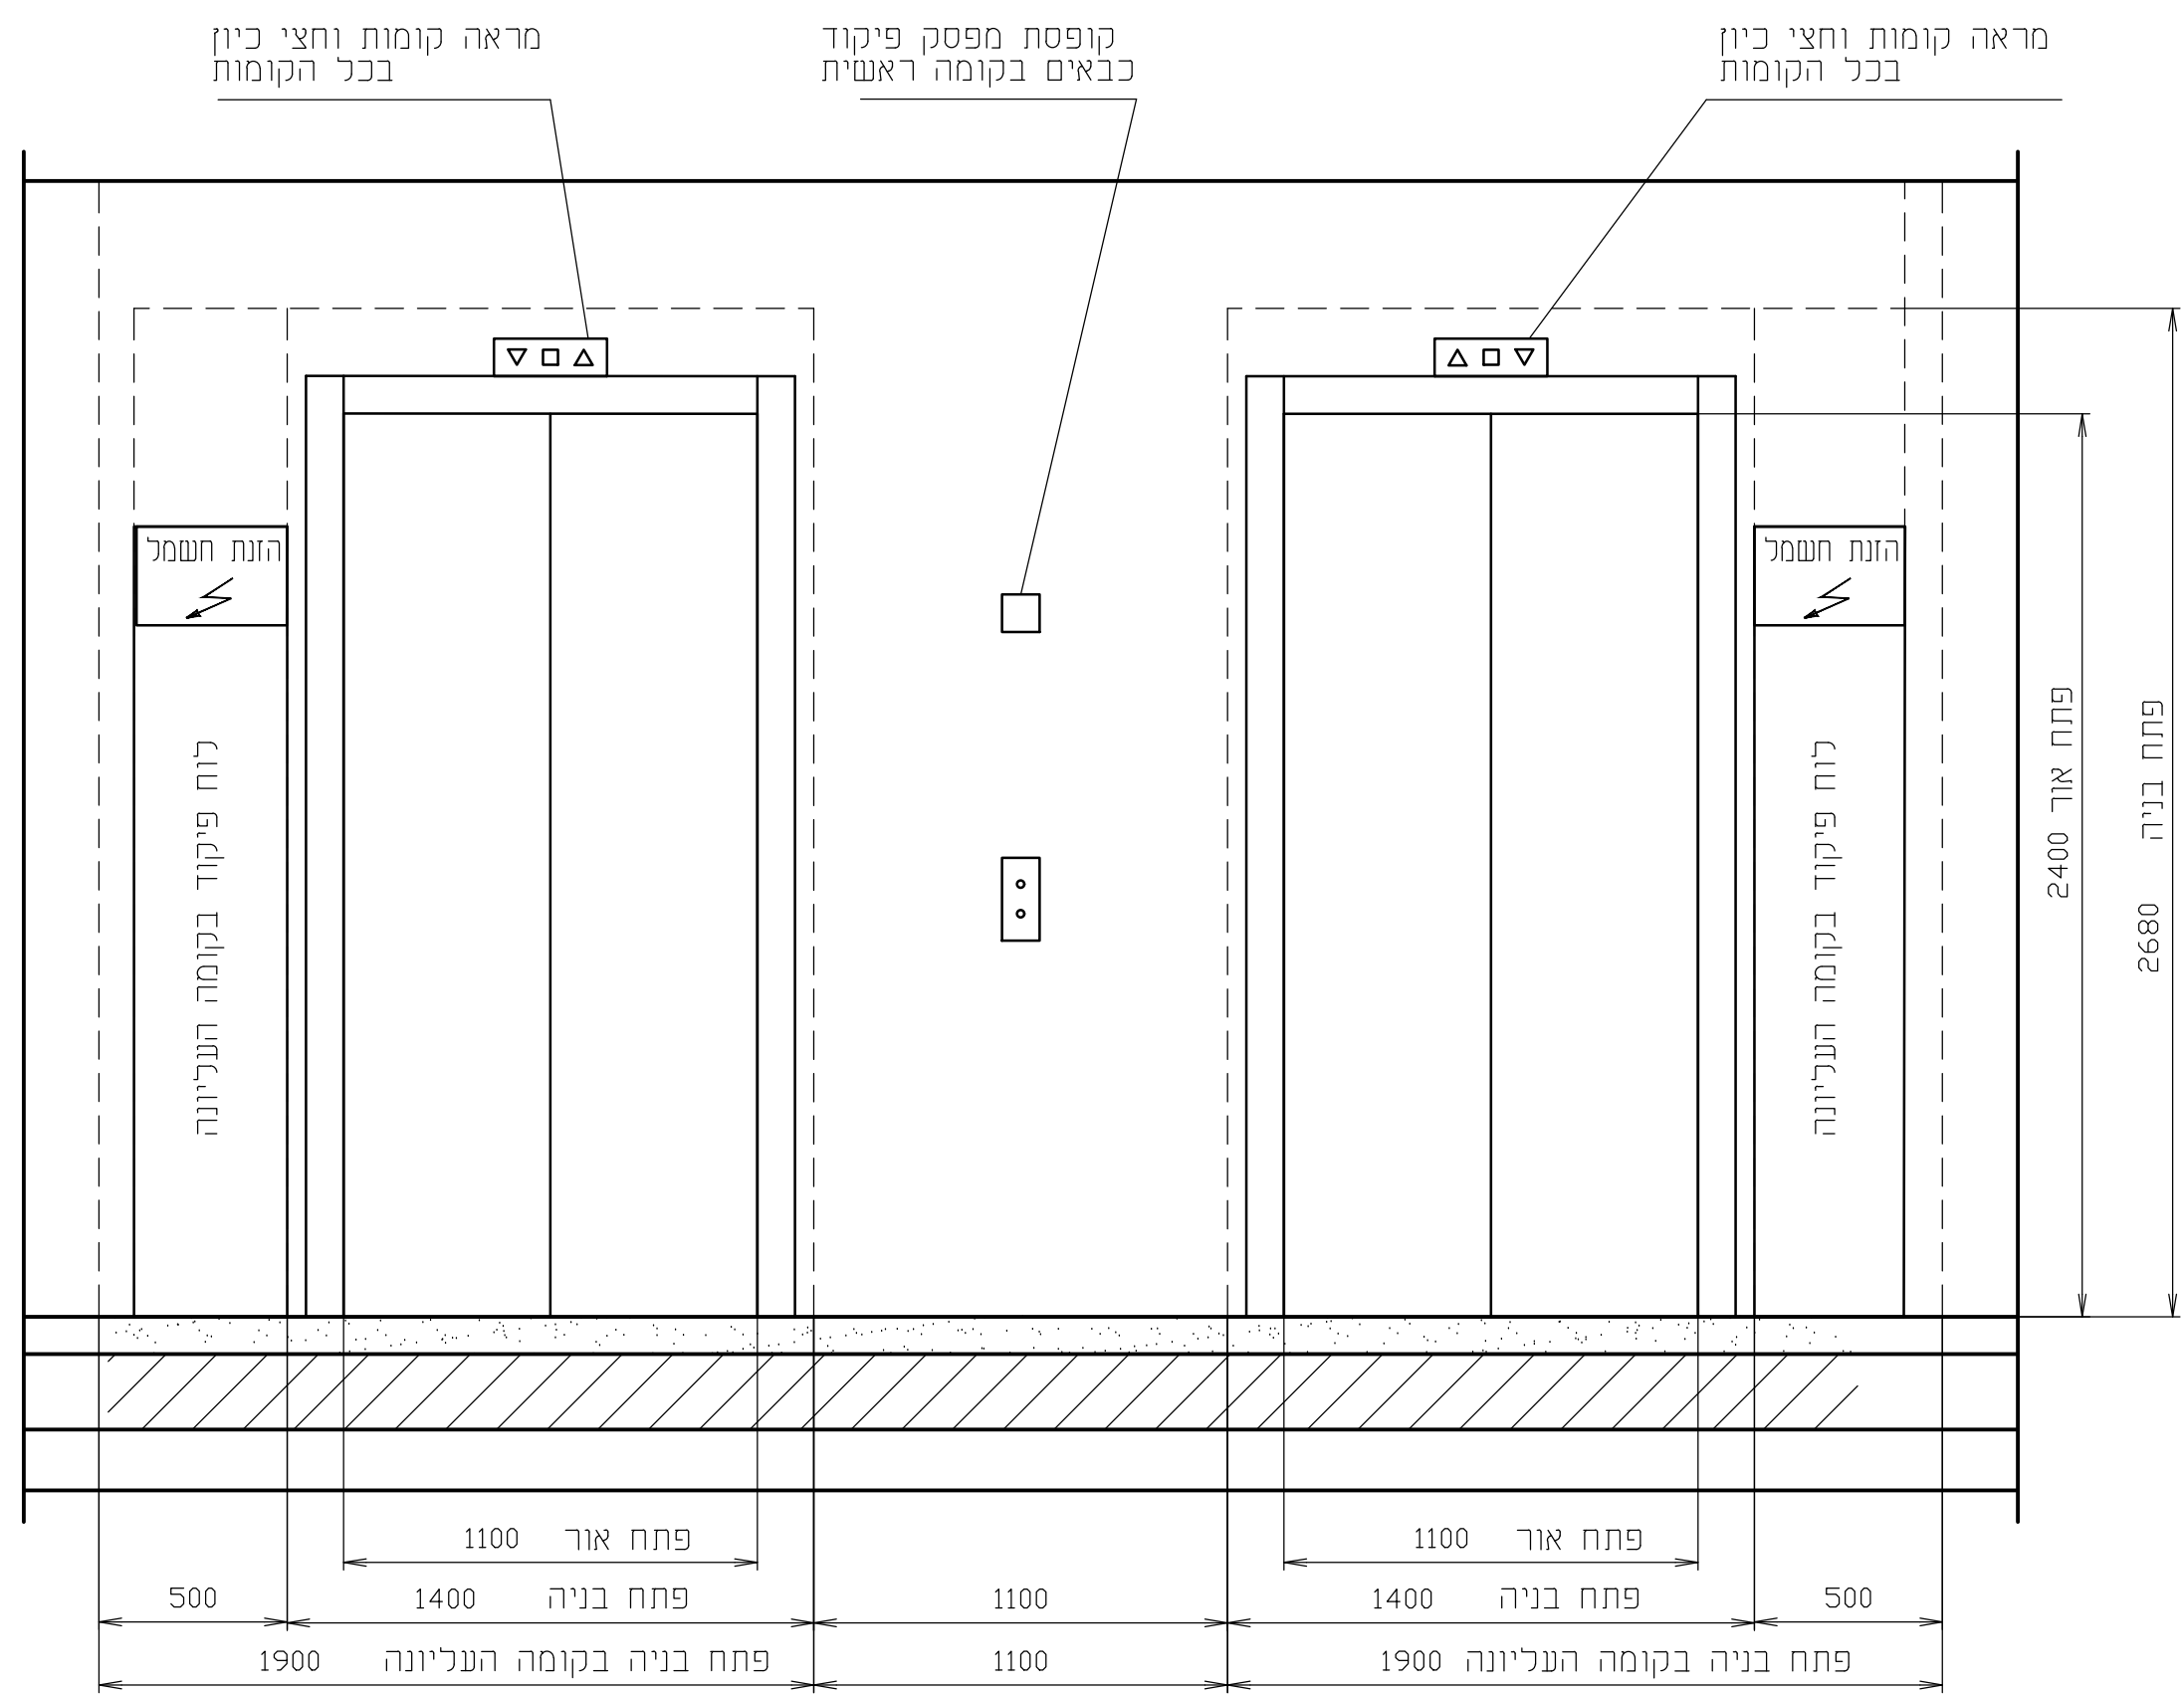 מראה קומות וחצי כיון
בכל הקומות
קופסת מפסק פיקוד
כבאים בקומה ראשית
מראה קומות וחצי כיון
בכל הקומות
הזנת חשמל
לוח פיקוד בקומה העליונה
הזנת חשמל
לוח פיקוד בקומה העליונה
פתח אור 2400
פתח בניה 2680
פתח אור 1100
פתח אור 1100
500
פתח בניה 1400
1100
פתח בניה 1400
500
פתח בניה בקומה העליונה 1900
1100
פתח בניה בקומה העליונה 1900